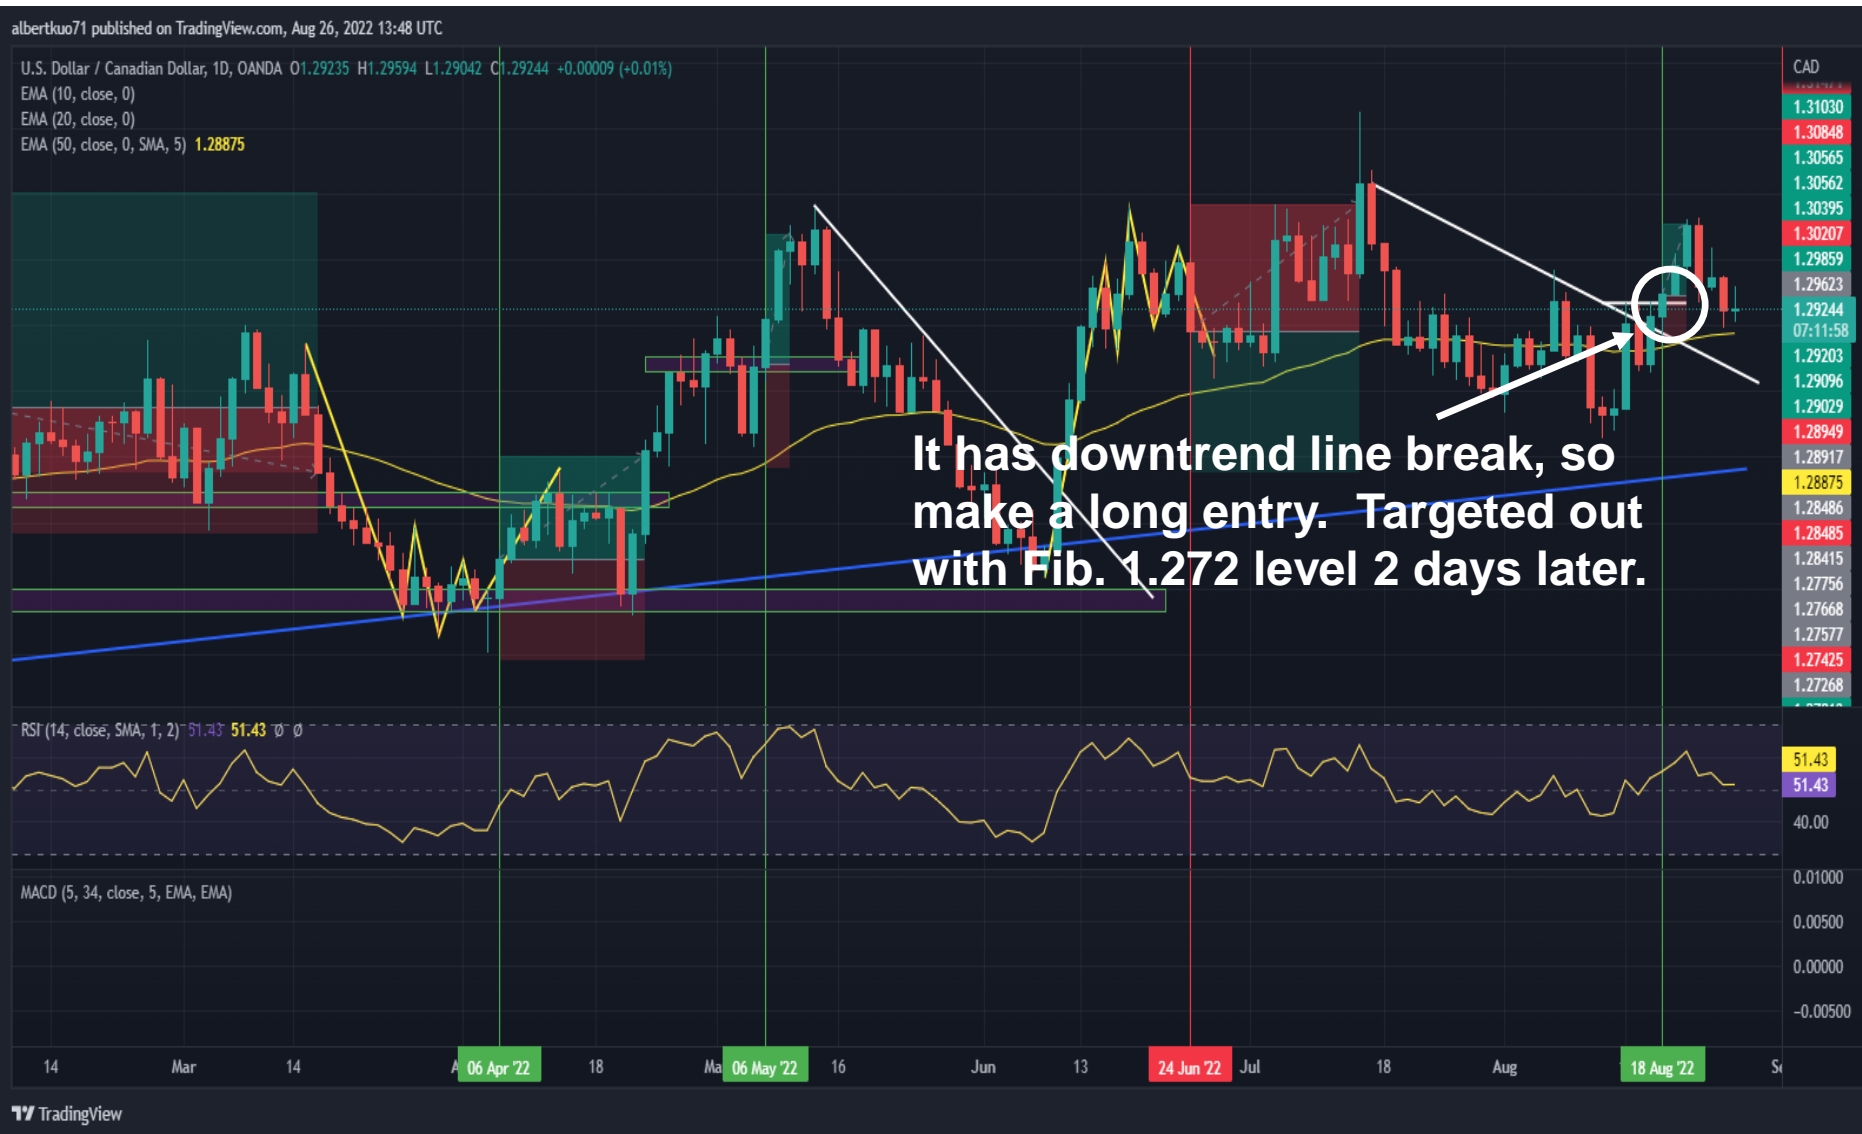 albertkuo71 published on TradingView.com, Aug 26, 2022 13:48 UTC
U.S. Dollar / Canadian Dollar, 1D, OANDA O1.29235 H1.29594 L1.29042 C1.29244 +0.00009 (+0.01%)
EMA (10, close, 0)
EMA (20, close, 0)
EMA (50, close, 0, SMA, 5) 1.28875
CAD
1.31030
1.30848
1.30565
1.30562
1.30395
1.30207
1.29859
1.29623
1.29244
07:11:58
1.29203
1.29096
1.29029
1.28949
1.28917
1.28875
1.28486
1.28485
1.28415
1.27756
1.27668
1.27577
1.27425
1.27268
It has downtrend line break, so
make a long entry. Targeted out
with Fib. 1.272 level 2 days later.
RSI (14, close, SMA, 1, 2) 51.43 51.43 Ø Ø
51.43
51.43
40.00
MACD (5, 34, close, 5, EMA, EMA)
0.01000
0.00500
0.00000
−0.00500
14 Mar 14 06 Apr '22 18 06 May '22 16 Jun 13 24 Jun '22 Jul 18 Aug 18 Aug '22
TradingView